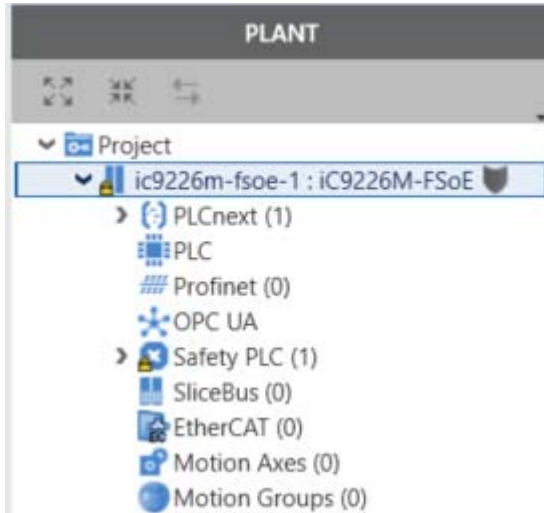 PLANT
Project
ic9226m-fsoe-1 : iC9226M-FSoE
PLCnext (1)
PLC
Profinet (0)
OPC UA
Safety PLC (1)
SliceBus (0)
EtherCAT (0)
Motion Axes (0)
Motion Groups (0)